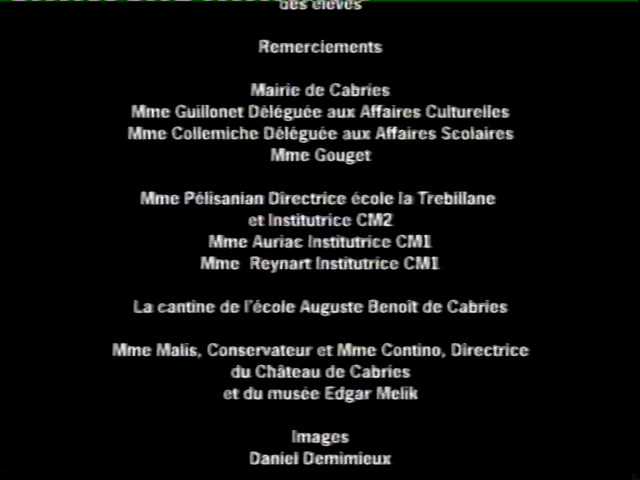 des élèves
Remerciements
Mairie de Cabries
Mme Guillonet Déléguée aux Affaires Culturelles
Mme Collemiche Déléguée aux Affaires Scolaires
Mme Gouget
Mme Pélisanian Directrice école la Trebillane
et Institutrice CM2
Mme Auriac Institutrice CM1
Mme Reynart Institutrice CM1
La cantine de l'école Auguste Benoît de Cabries
Mme Malis, Conservateur et Mme Contino, Directrice
du Château de Cabries
et du musée Edgar Melik
Images
Daniel Demimieux